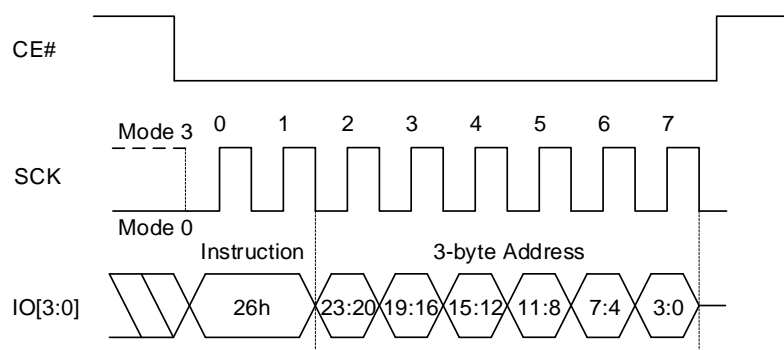 CE#
Mode 3 0 1 2 3 4 5 6 7
SCK
Mode 0
Instruction 3-byte Address
IO[3:0] 26h 23:20 19:16 15:12 11:8 7:4 3:0